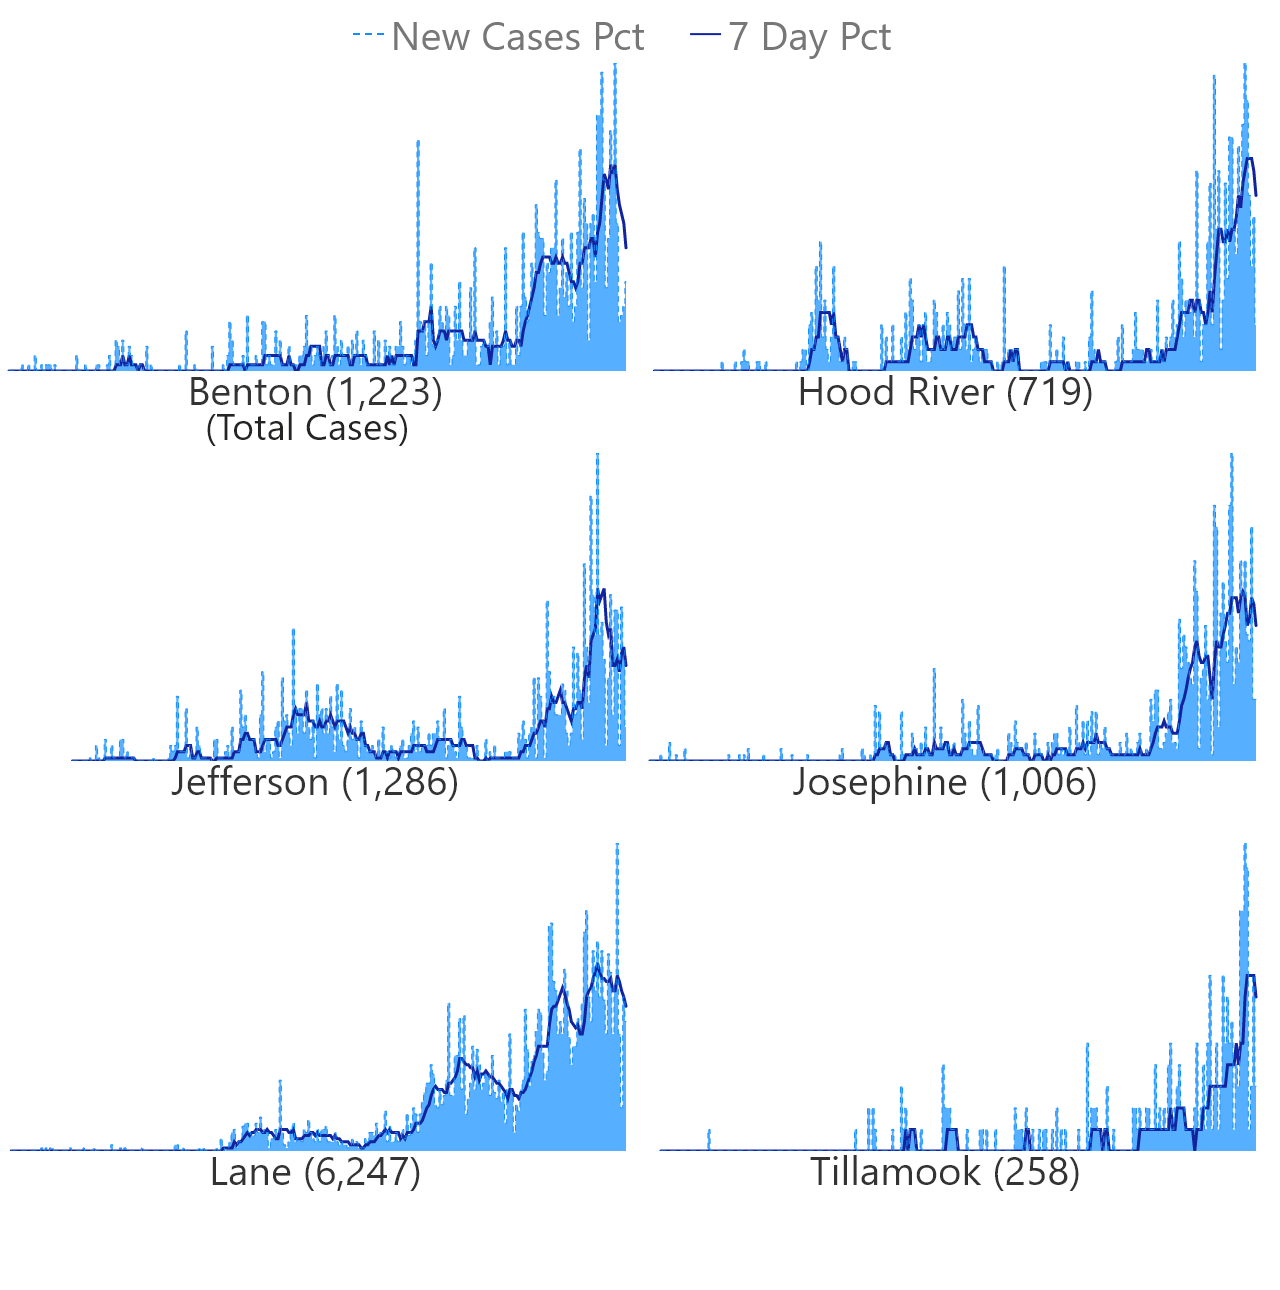 New Cases Pct 7 Day Pct
Benton (1,223) Hood River (719)
(Total Cases)
Jefferson (1,286) Josephine (1,006)
Lane (6,247) Tillamook (258)